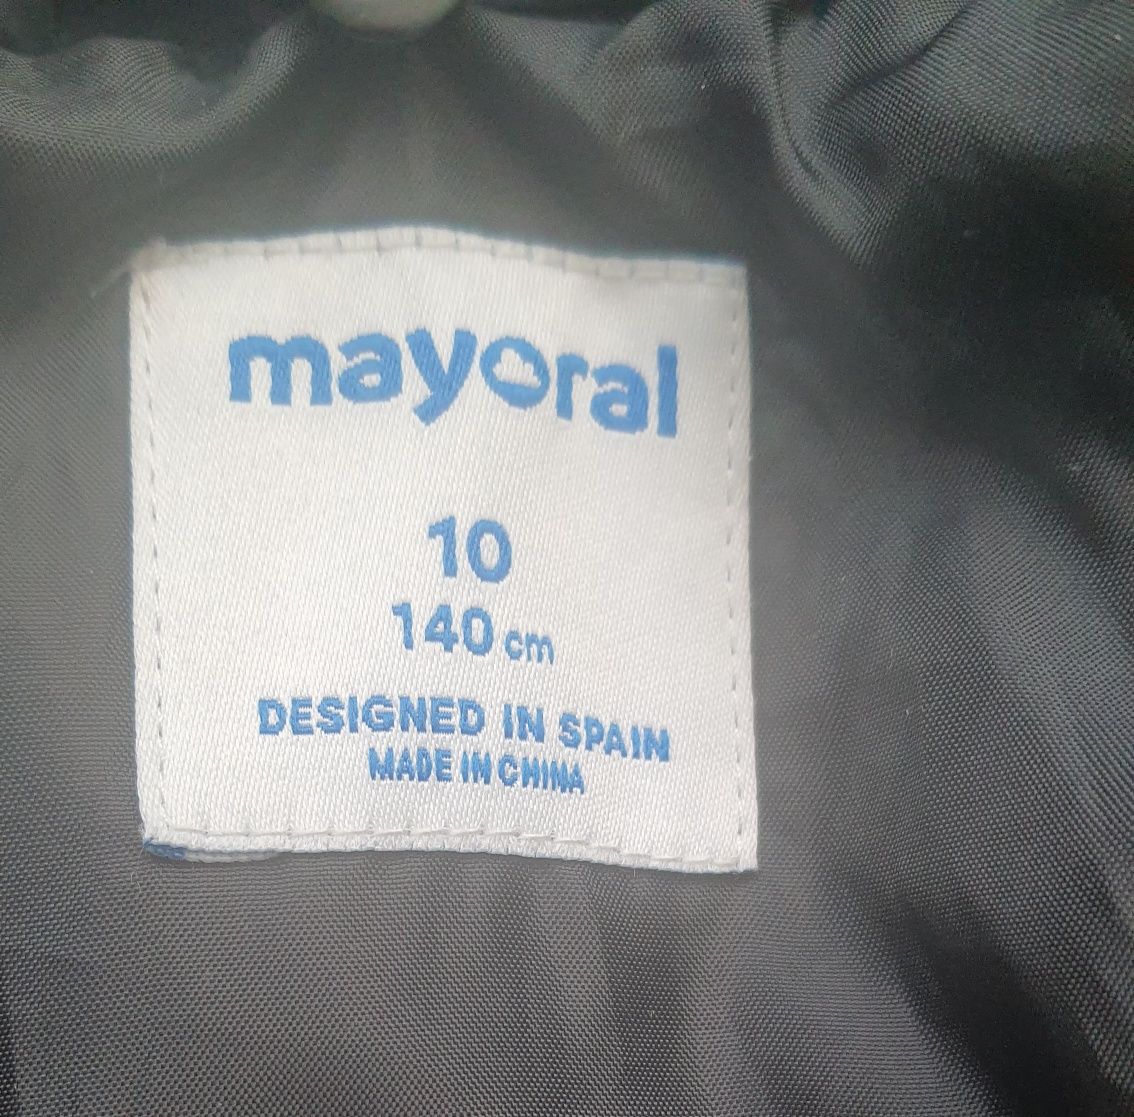 mayoral
10
140 cm
DESIGNED IN SPAIN
MADE IN CHINA